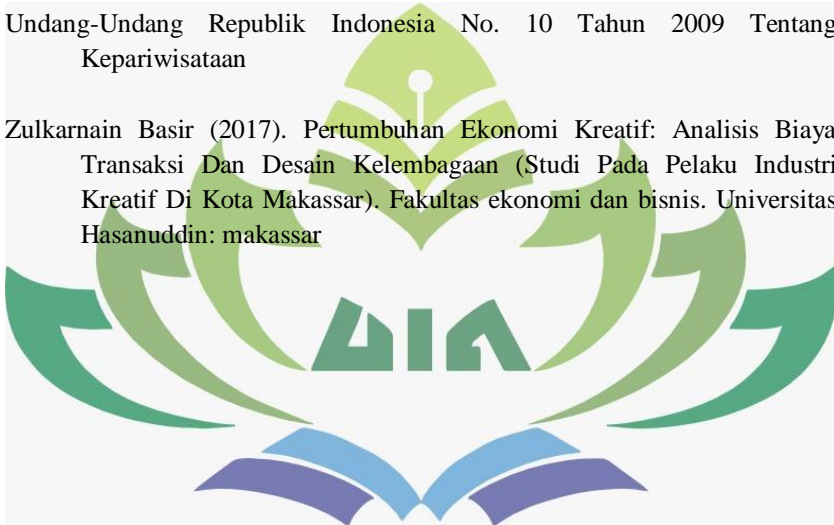 Undang-Undang Republik Indonesia No. 10 Tahun 2009 Tentang
Kepariwisataan
Zulkarnain Basir (2017). Pertumbuhan Ekonomi Kreatif: Analisis Biaya
Transaksi Dan Desain Kelembagaan (Studi Pada Pelaku Industri
Kreatif Di Kota Makassar). Fakultas ekonomi dan bisnis. Universitas
Hasanuddin: makassar
UIN